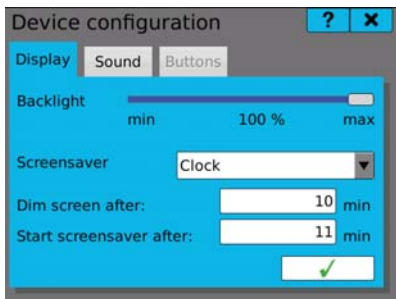 Device configuration ? X
Display Sound Buttons
Backlight
min 100 % max
Screensaver Clock
Dim screen after: 10 min
Start screensaver after: 11 min